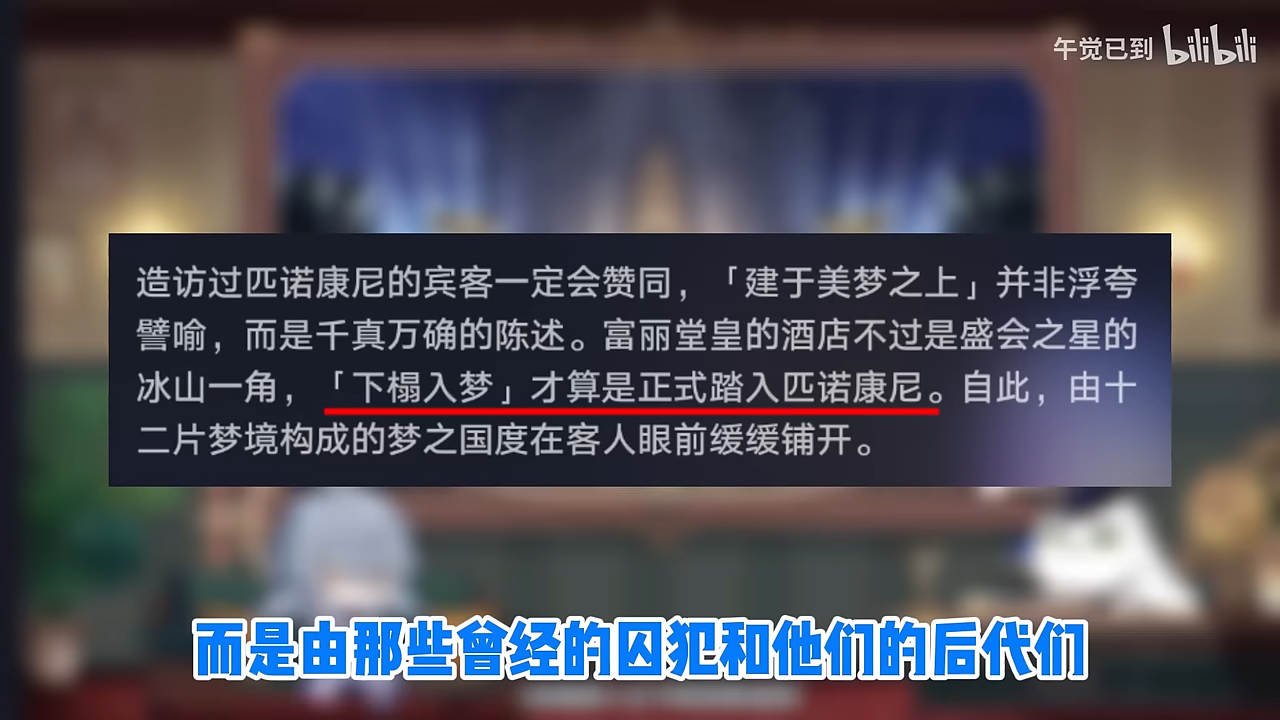 午觉已到 bilibili
造访过匹诺康尼的宾客一定会赞同，「建于美梦之上」并非浮夸
譬喻，而是千真万确的陈述。富丽堂皇的酒店不过是盛会之星的
冰山一角，「下榻入梦」才算是正式踏入匹诺康尼。自此，由十
二片梦境构成的梦之国度在客人眼前缓缓铺开。
而是由那些曾经的囚犯和他们的后代们